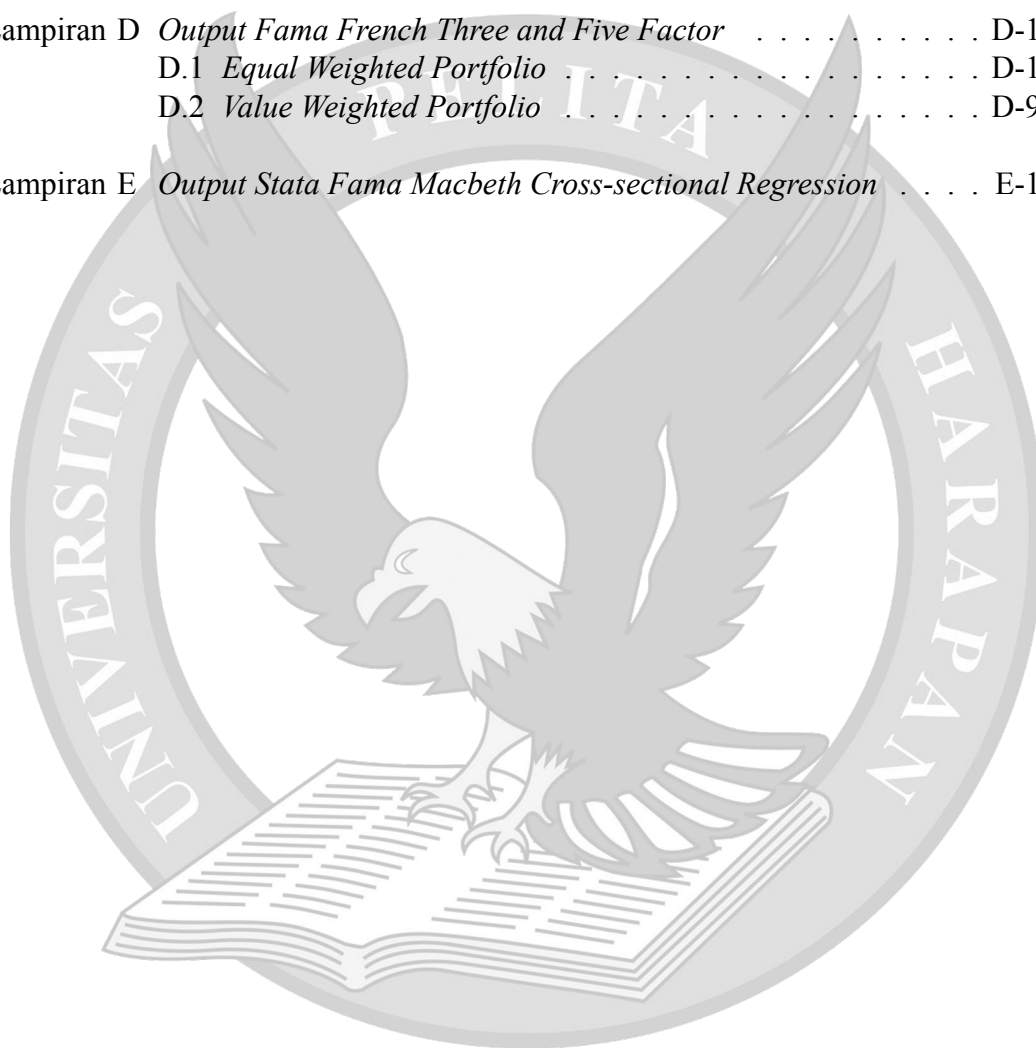 ampiran D Output Fama French Three and Five Factor . . . . . . . . . . D-1
D.1 Equal Weighted Portfolio . . . . . . . . . . . . . . . . . . D-1
D.2 Value Weighted Portfolio . . . . . . . . . . . . . . . . . . D-9
ampiran E Output Stata Fama Macbeth Cross-sectional Regression . . . . E-1
UNIVERSITAS PELITA HARAPAN